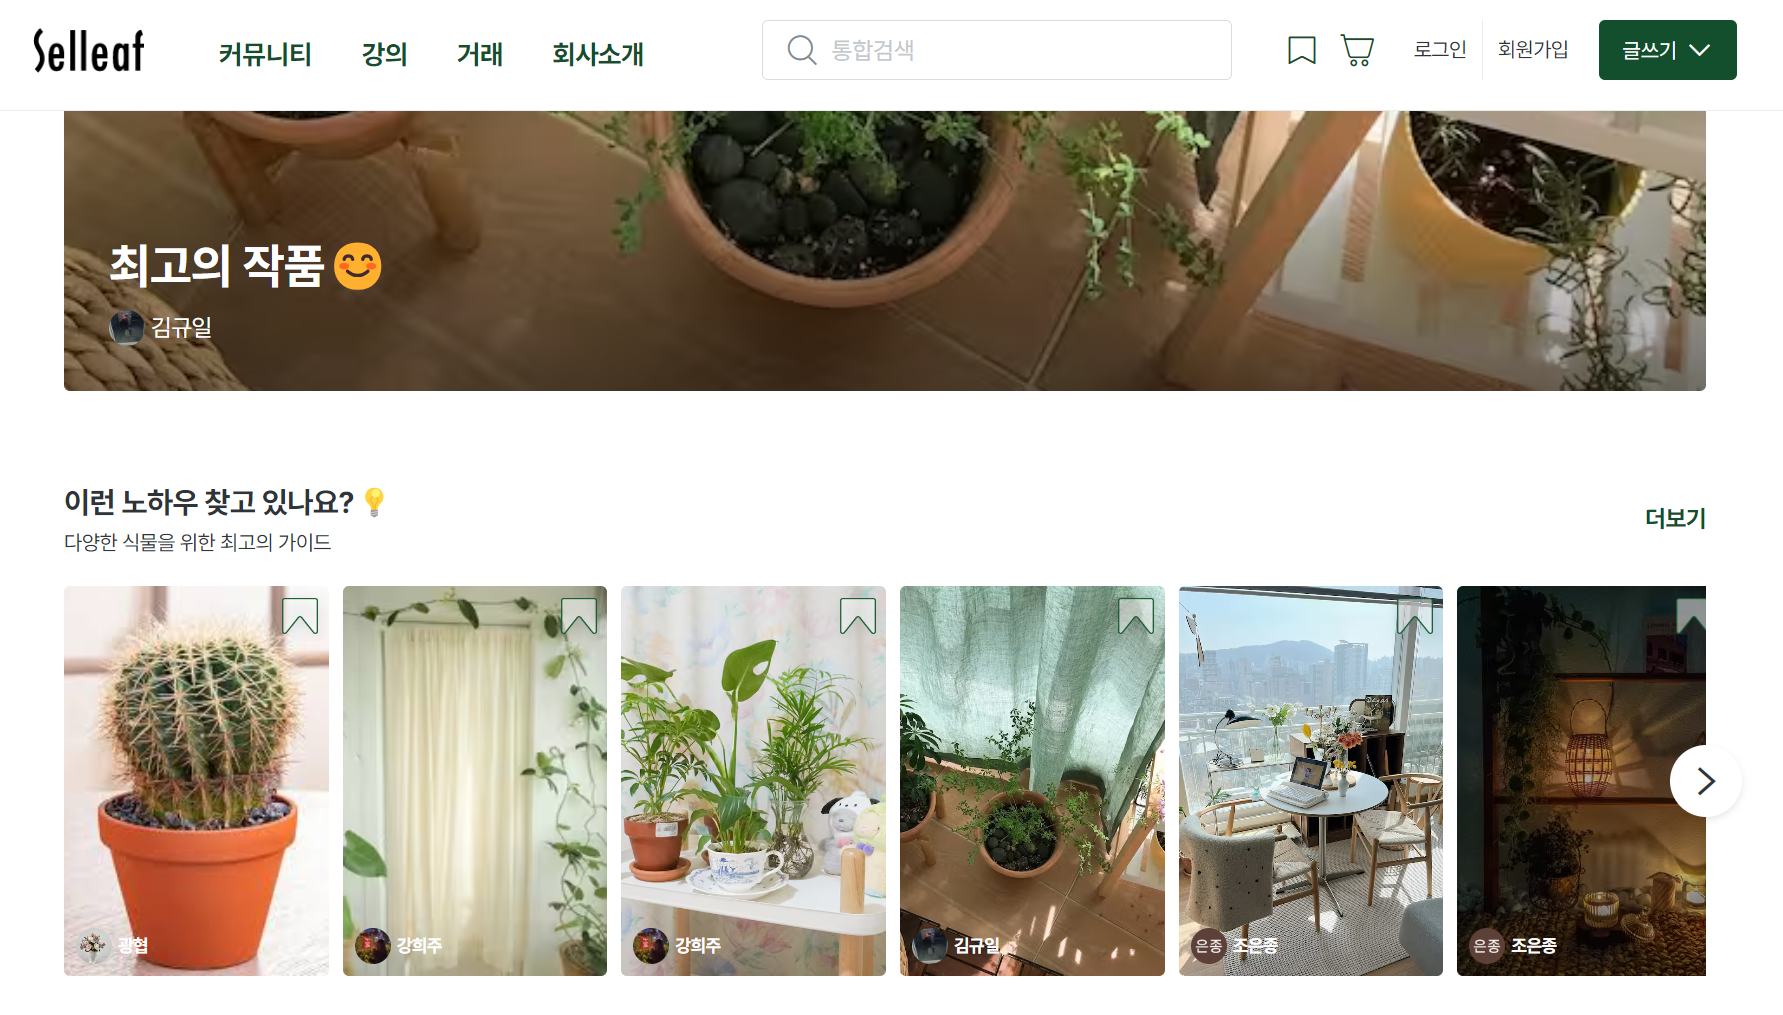 Selleaf
커뮤니티 강의 거래 회사소개
통합검색
로그인 회원가입
글쓰기
최고의 작품 😊
김규일
이런 노하우 찾고 있나요? 💡
다양한 식물을 위한 최고의 가이드
더보기
광협
강희주
강희주
김규일
은종 조은종
은종 조은종